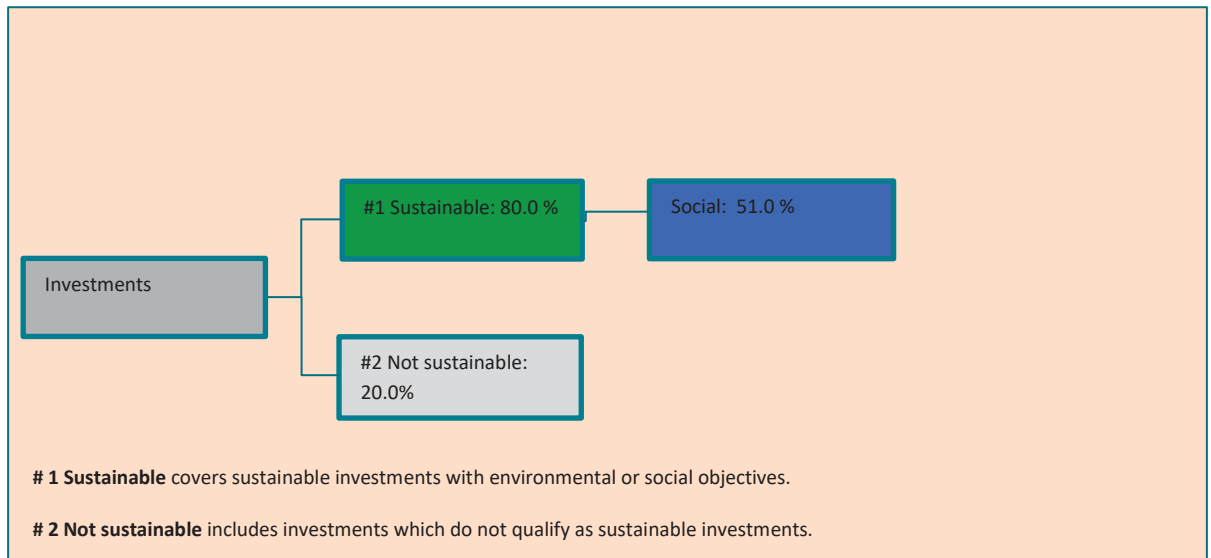 #1 Sustainable: 80.0 %
Social: 51.0 %
Investments
#2 Not sustainable:
20.0%
# 1 Sustainable covers sustainable investments with environmental or social objectives.
# 2 Not sustainable includes investments which do not qualify as sustainable investments.